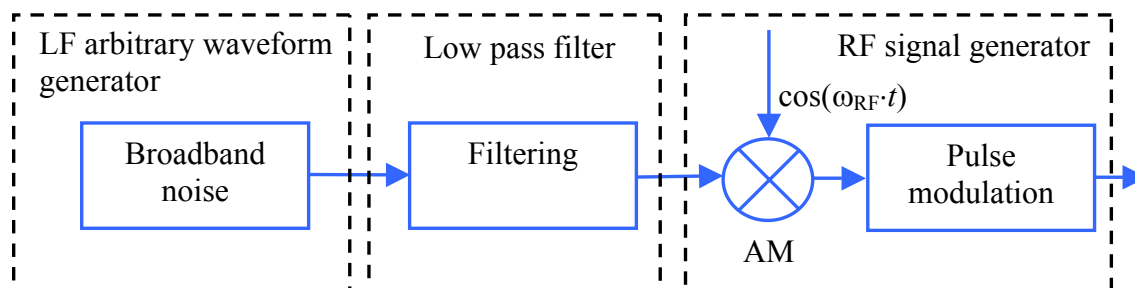 LF arbitrary waveform
generator
Low pass filter
RF signal generator
cos(ωRF·t)
Broadband
noise
Filtering
Pulse
modulation
AM